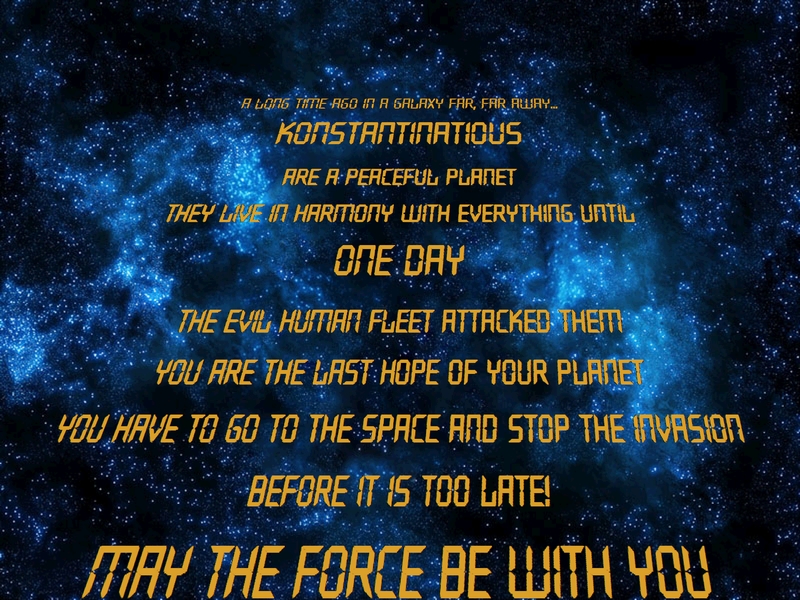 A LONG TIME AGO IN A GALAXY FAR, FAR AWAY...
KONSTANTINATIOUS
ARE A PEACEFUL PLANET
THEY LIVE IN HARMONY WITH EVERYTHING UNTIL
ONE DAY
THE EVIL HUMAN FLEET ATTACKED THEM
YOU ARE THE LAST HOPE OF YOUR PLANET
YOU HAVE TO GO TO THE SPACE AND STOP THE INVASION
BEFORE IT IS TOO LATE!
MAY THE FORCE BE WITH YOU